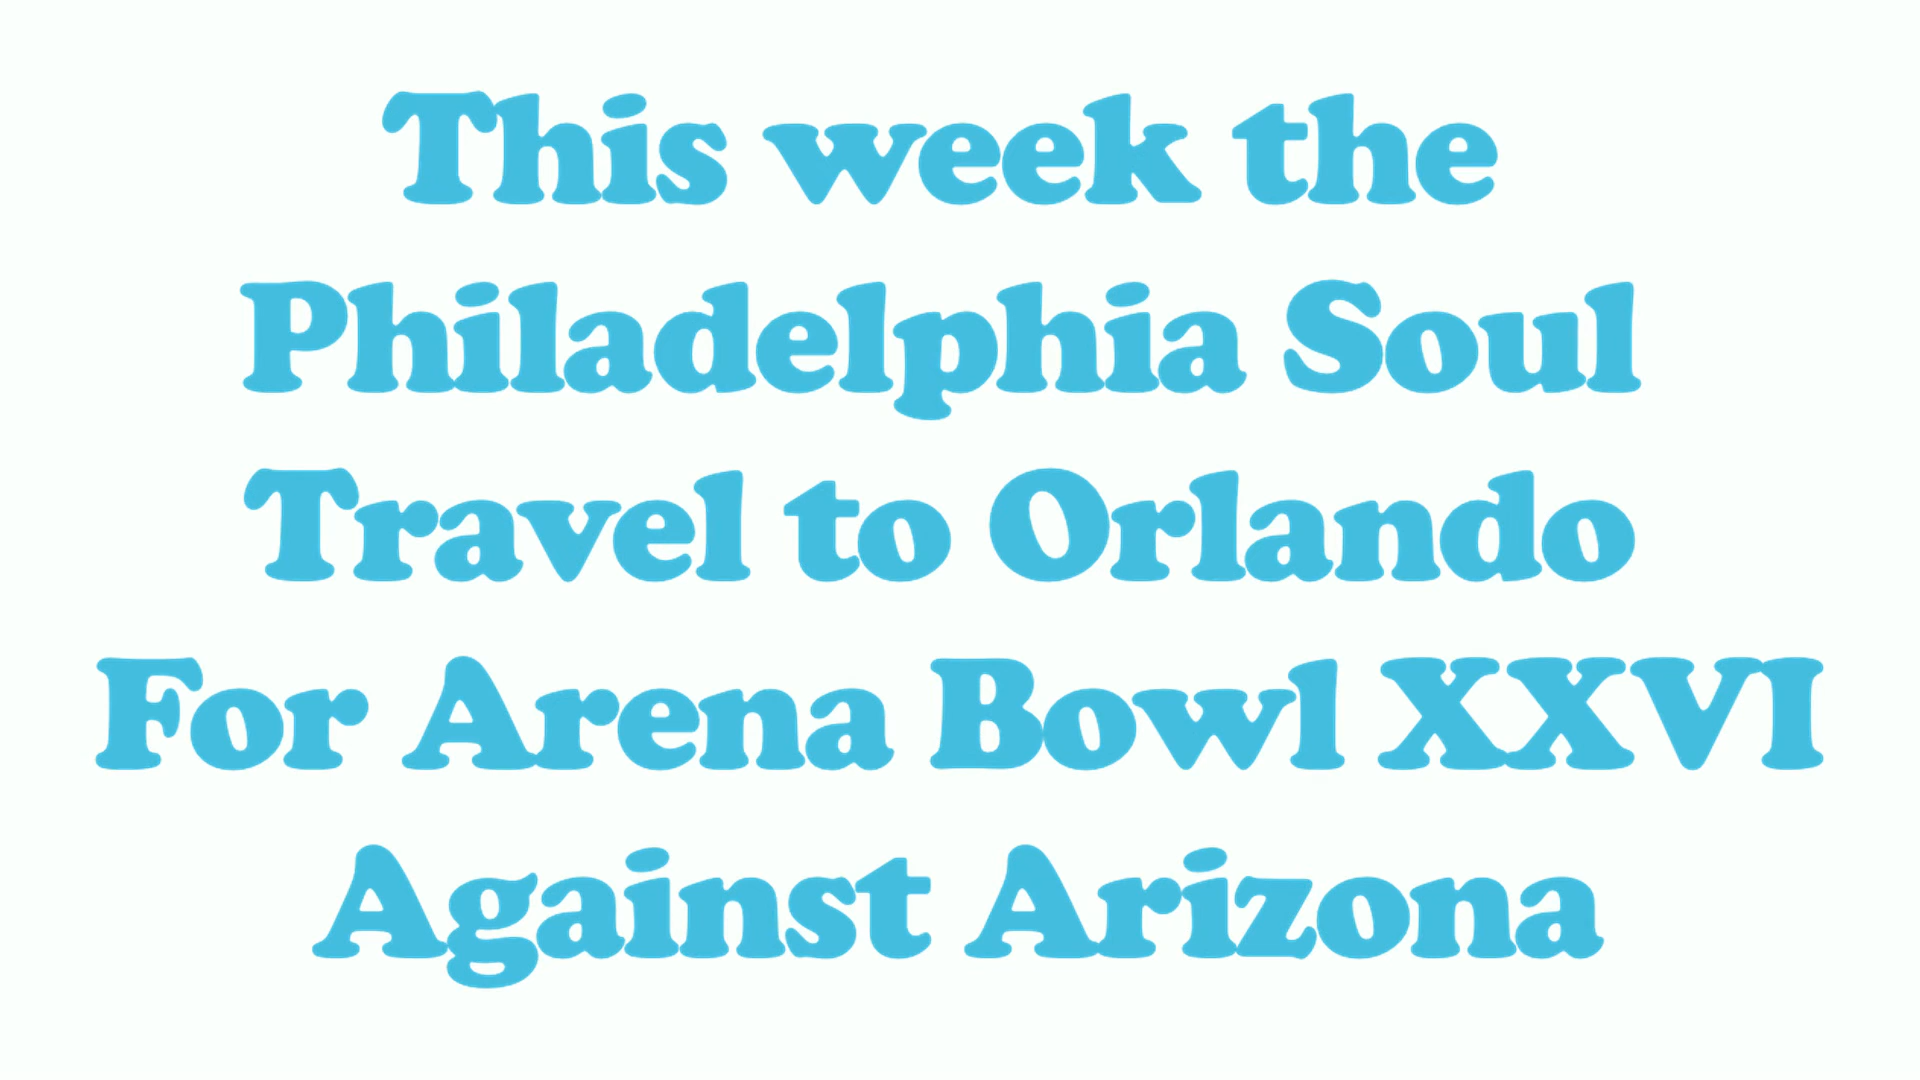 This week the
Philadelphia Soul
Travel to Orlando
For Arena Bowl XXVI
Against Arizona